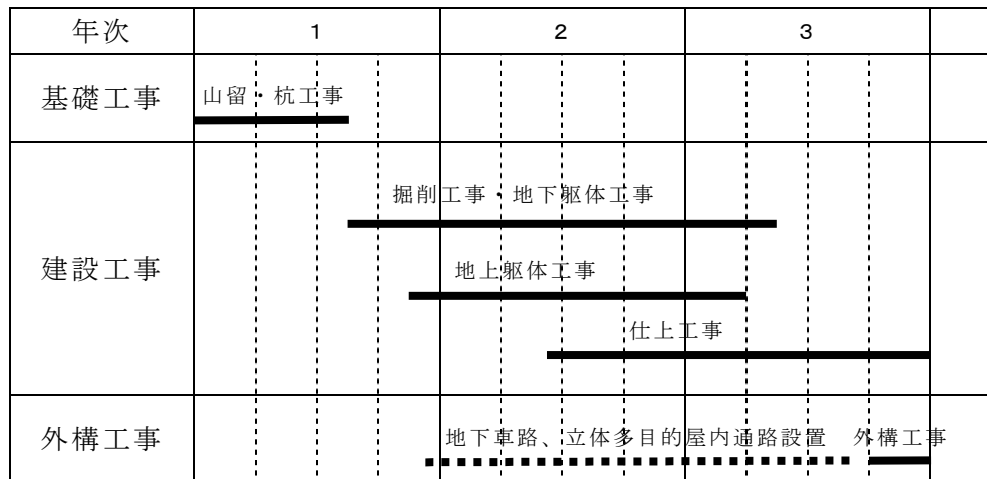 年次 1 2 3
基礎工事
山留・杭工事
建設工事
掘削工事・地下躯体工事
地上躯体工事
仕上工事
外構工事
地下車路、立体多目的屋内通路設置 外構工事